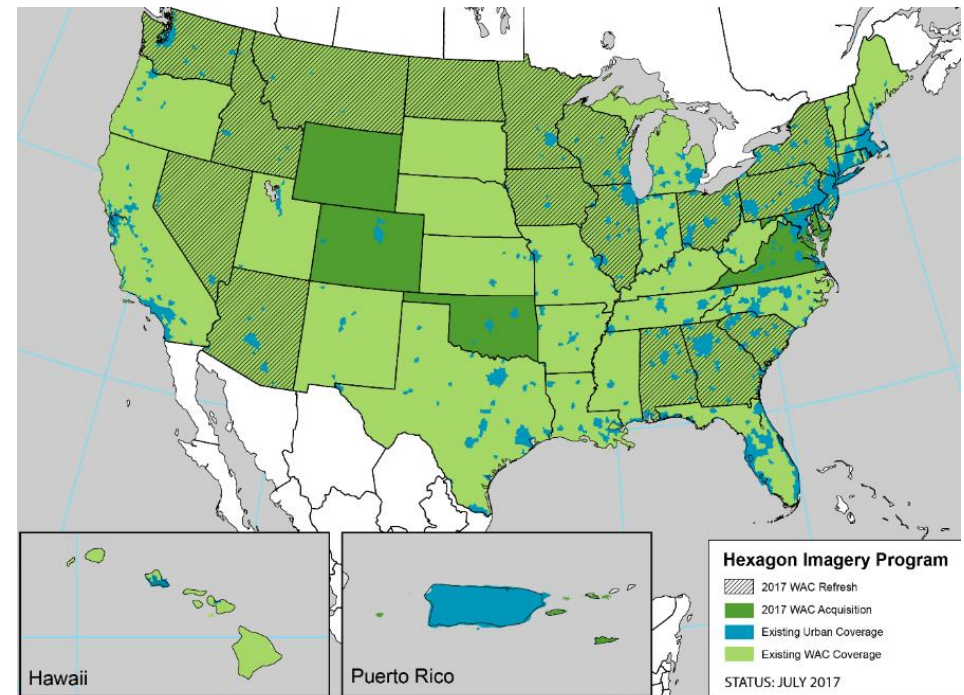 Hawaii
Puerto Rico
Hexagon Imagery Program
2017 WAC Refresh
2017 WAC Acquisition
Existing Urban Coverage
Existing WAC Coverage
STATUS: JULY 2017